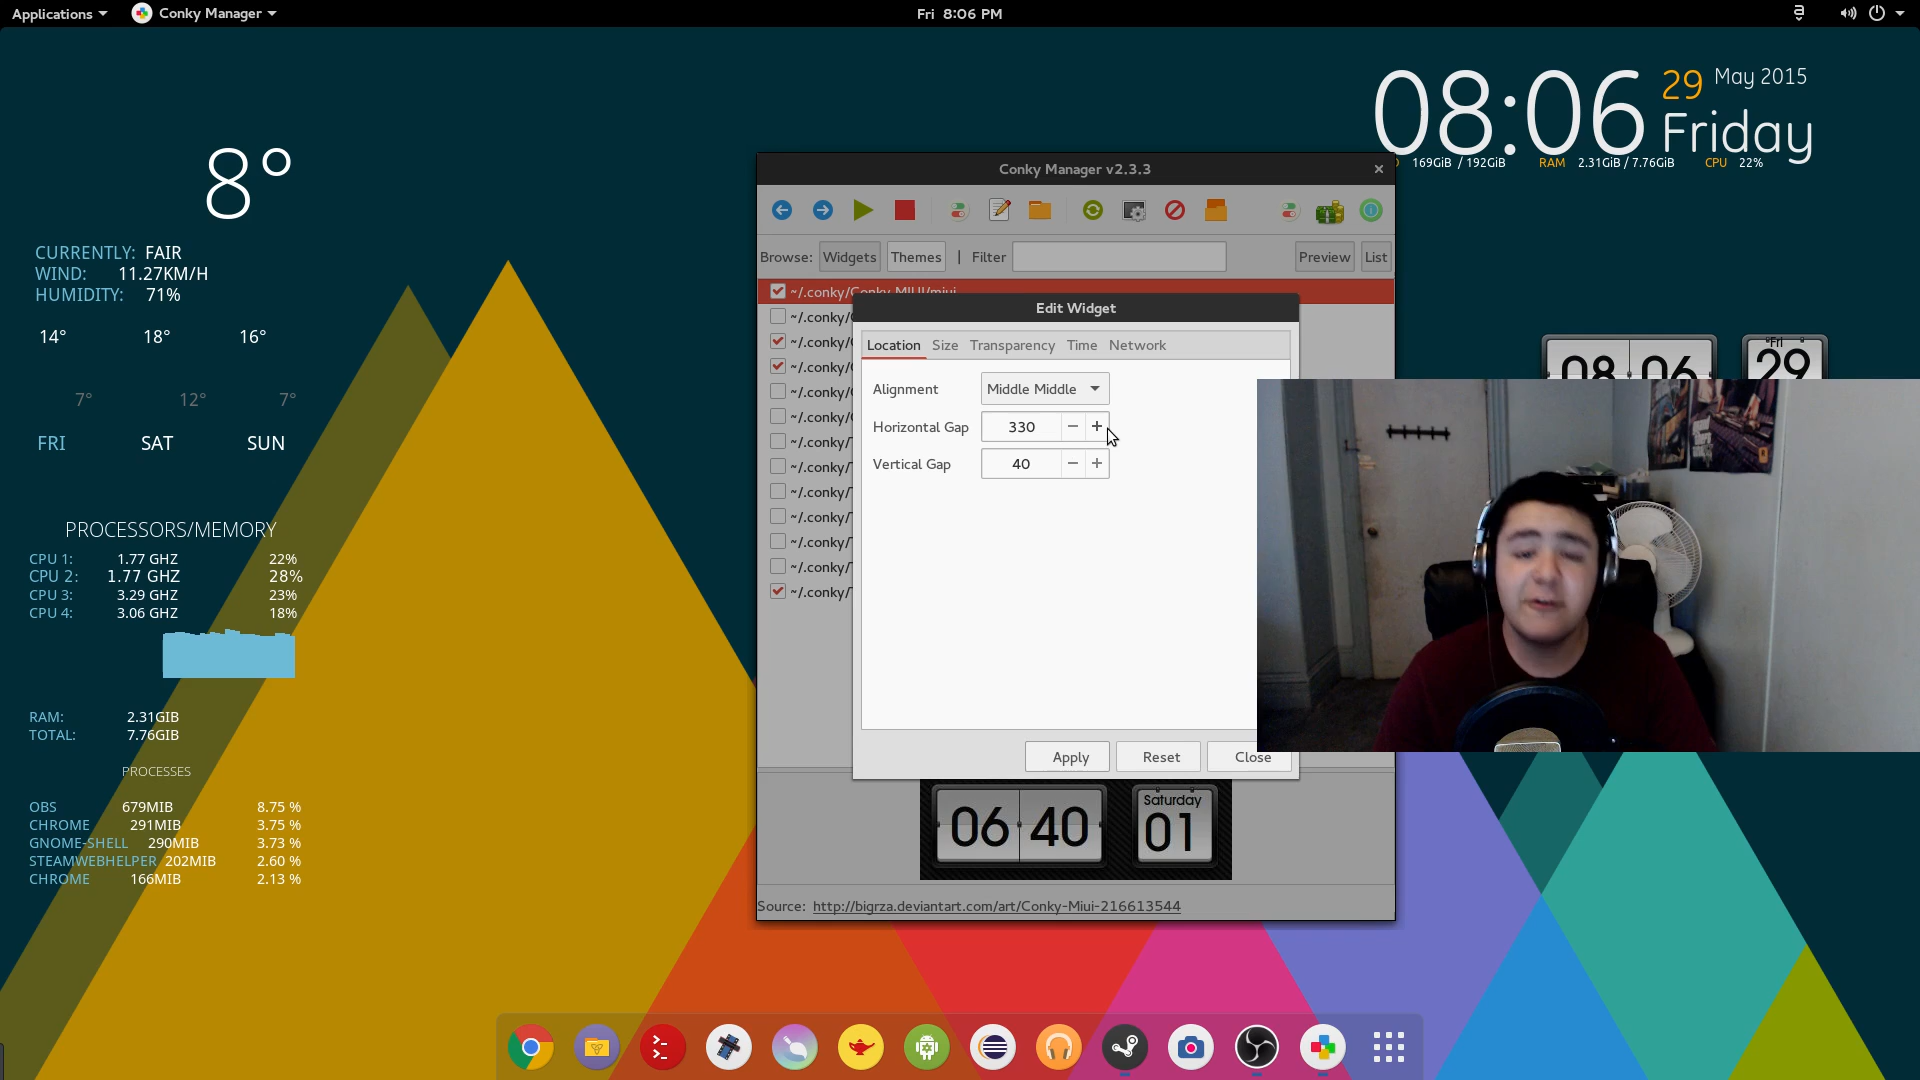 Applications
Conky Manager
Fri 8:06 PM
08:06
29 May 2015
Friday
169GiB / 192GiB RAM 2.31GiB / 7.76GiB CPU 22%
8°
CURRENTLY: FAIR
WIND: 11.27KM/H
HUMIDITY: 71%
14° 18° 16°
7° 12° 7°
FRI SAT SUN
PROCESSORS/MEMORY
CPU 1: 1.77 GHZ 22%
CPU 2: 1.77 GHZ 28%
CPU 3: 3.29 GHZ 23%
CPU 4: 3.06 GHZ 18%
RAM: 2.31GIB
TOTAL: 7.76GIB
PROCESSES
OBS 679MIB 8.75 %
CHROME 291MIB 3.75 %
GNOME-SHELL 290MIB 3.73 %
STEAMWEBHELPER 202MIB 2.60 %
CHROME 166MIB 2.13 %
Conky Manager v2.3.3
Browse: Widgets Themes | Filter Preview List
~/.conky/Conky-MIUI/miui
~/.conky/
~/.conky/
~/.conky/
~/.conky/
~/.conky/
~/.conky/
~/.conky/
~/.conky/
~/.conky/
~/.conky/
~/.conky/
~/.conky/
Edit Widget
Location Size Transparency Time Network
Alignment Middle Middle
Horizontal Gap 330 − +
Vertical Gap 40 − +
Apply Reset Close
08 06
Fri
29
06 40
Saturday
01
Source: http://bigrza.deviantart.com/art/Conky-Miui-216613544